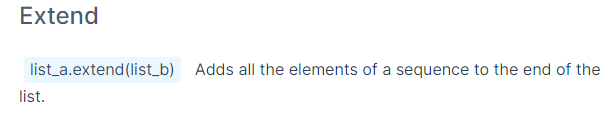 Extend
list_a.extend(list_b) Adds all the elements of a sequence to the end of the
list.